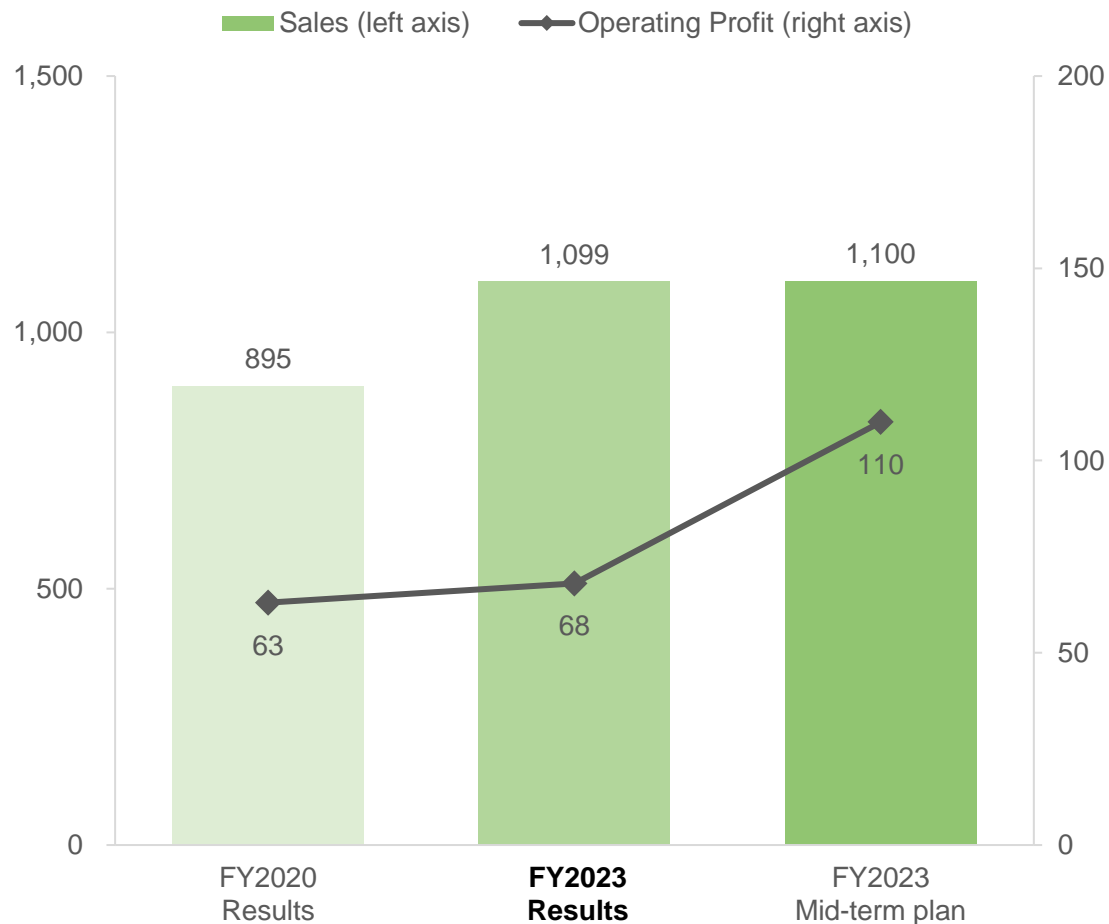 Sales (left axis) Operating Profit (right axis)
1,500
200
1,099
1,100
150
1,000
895
110
100
500
63
68
50
0
0
FY2020
Results
FY2023
Results
FY2023
Mid-term plan